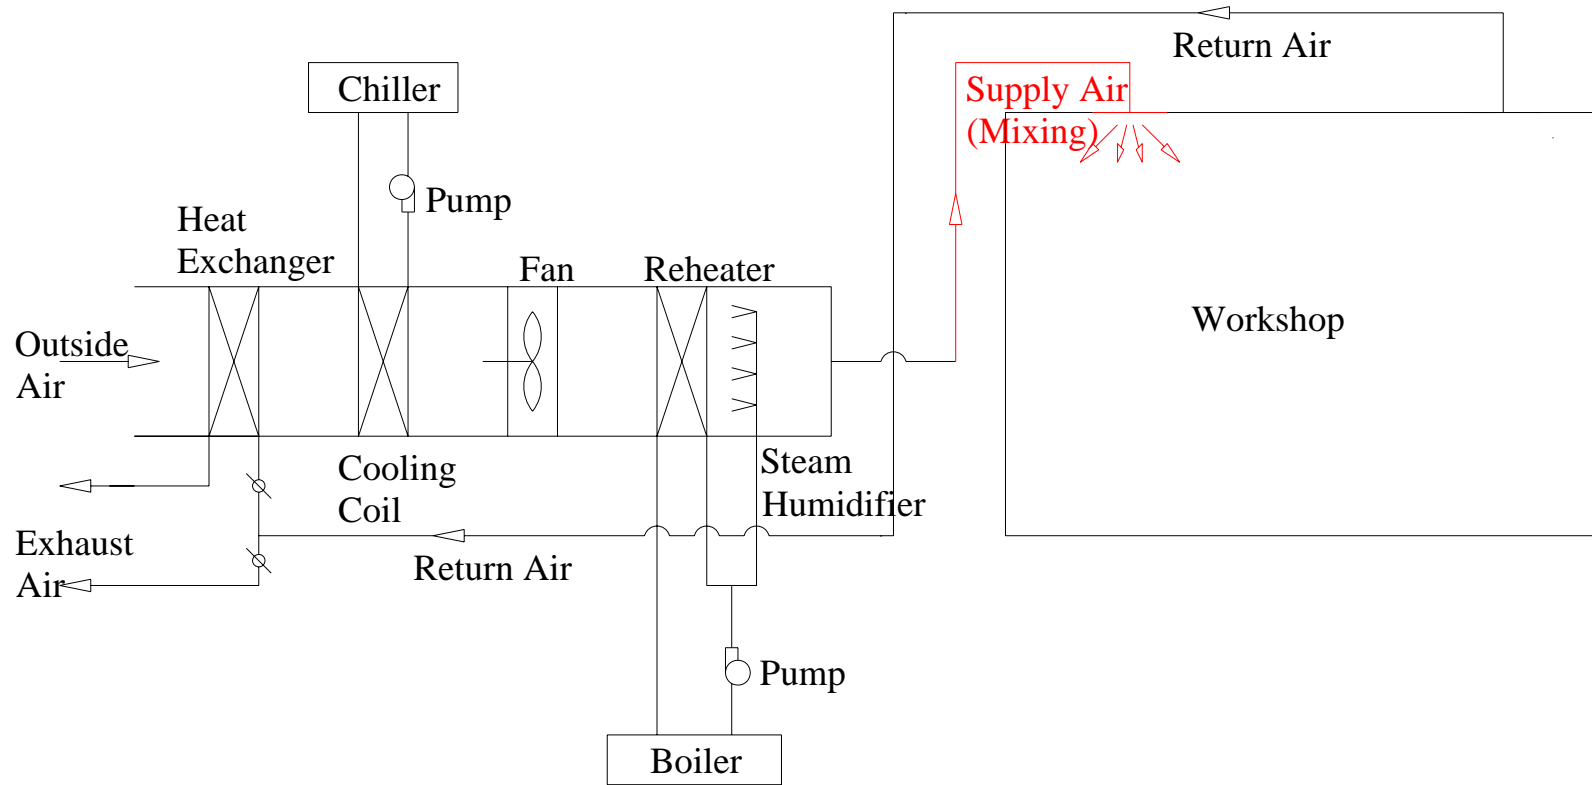 Return Air
Chiller
Supply Air
(Mixing)
Pump
Heat
Exchanger
Fan
Reheater
Workshop
Outside
Air
Cooling
Coil
Steam
Humidifier
Exhaust
Air
Return Air
Pump
Boiler